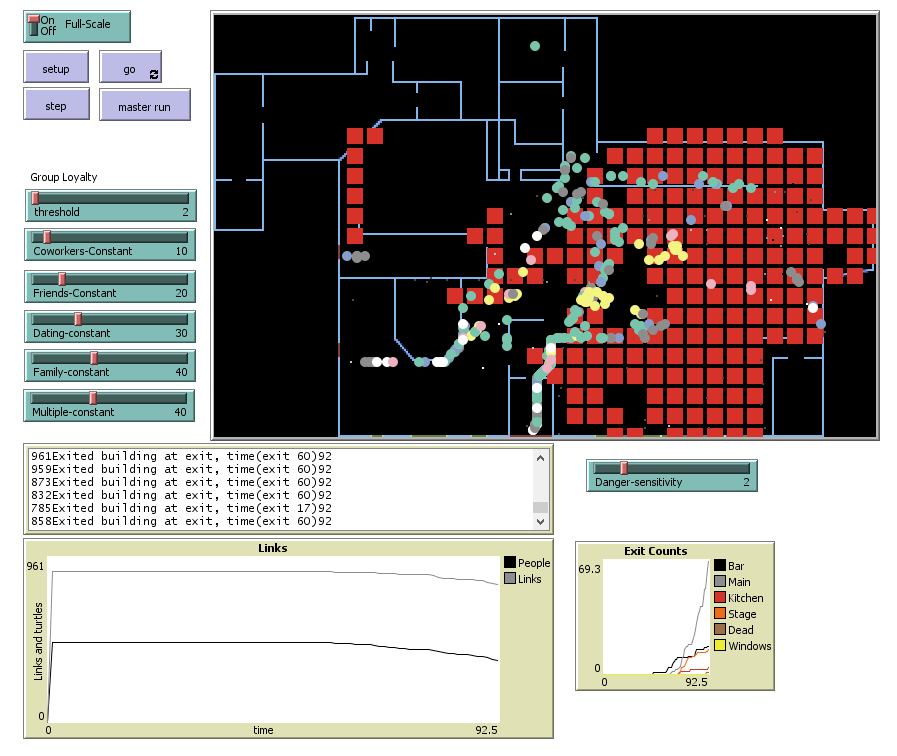 On
Off
Full-Scale
setup
go
step
master run
Group Loyalty
threshold 2
Coworkers-Constant 10
Friends-Constant 20
Dating-constant 30
Family-constant 40
Multiple-constant 40
961Exited building at exit, time(exit 60)92
959Exited building at exit, time(exit 60)92
873Exited building at exit, time(exit 60)92
832Exited building at exit, time(exit 60)92
785Exited building at exit, time(exit 17)92
858Exited building at exit, time(exit 60)92
Danger-sensitivity 2
Links
961
Links and turtles
0
0
time
92.5
People
Links
Exit Counts
69.3
0
0
92.5
Bar
Main
Kitchen
Stage
Dead
Windows